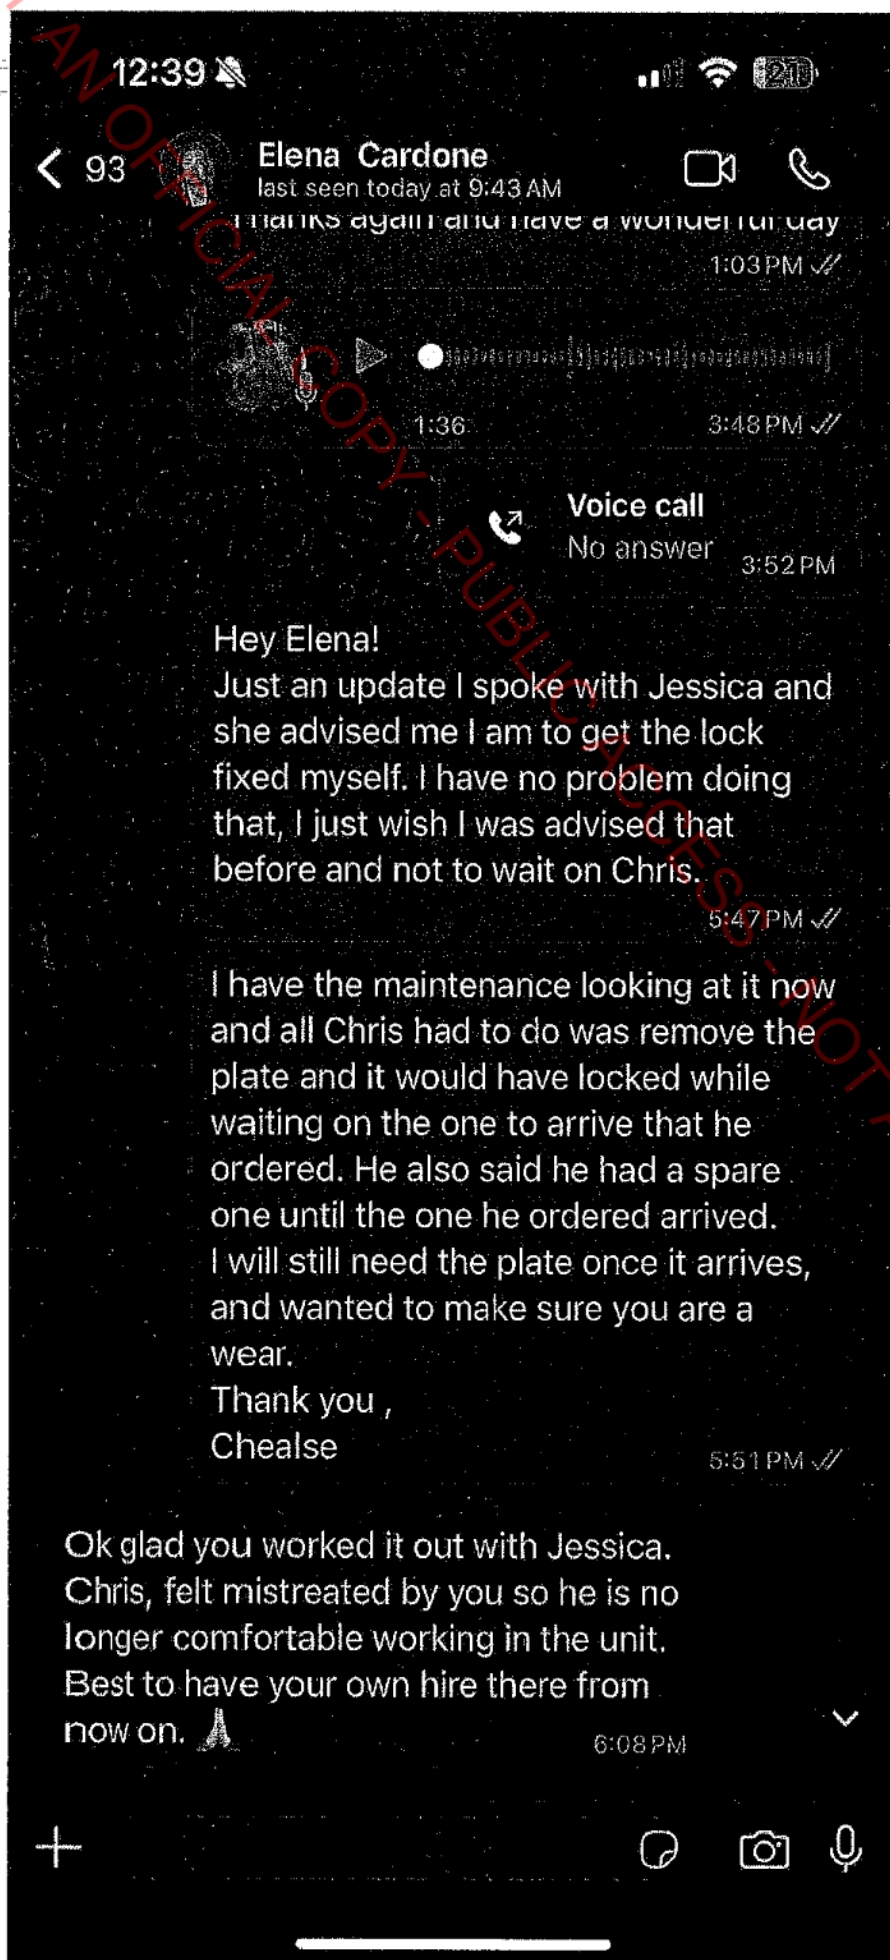 12:39
21
93
Elena Cardone
last seen today at 9:43 AM
Thanks again and have a wonderful day
1:03 PM
1:36
3:48 PM
Voice call
No answer
3:52 PM
Hey Elena!
Just an update I spoke with Jessica and
she advised me I am to get the lock
fixed myself. I have no problem doing
that, I just wish I was advised that
before and not to wait on Chris.
5:47 PM
I have the maintenance looking at it now
and all Chris had to do was remove the
plate and it would have locked while
waiting on the one to arrive that he
ordered. He also said he had a spare
one until the one he ordered arrived.
I will still need the plate once it arrives,
and wanted to make sure you are a
wear.
Thank you ,
Chealse
5:51 PM
Ok glad you worked it out with Jessica.
Chris, felt mistreated by you so he is no
longer comfortable working in the unit.
Best to have your own hire there from
now on.
6:08 PM
AN OFFICIAL COPY - PUBLIC ACCESS - NOT